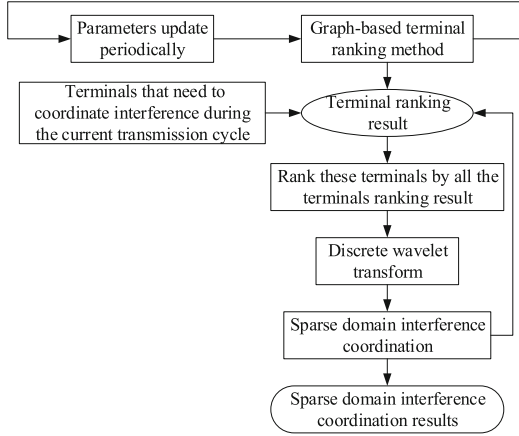 Parameters update
periodically
Graph-based terminal
ranking method
Terminals that need to
coordinate interference during
the current transmission cycle
Terminal ranking
result
Rank these terminals by all the
terminals ranking result
Discrete wavelet
transform
Sparse domain interference
coordination
Sparse domain interference
coordination results